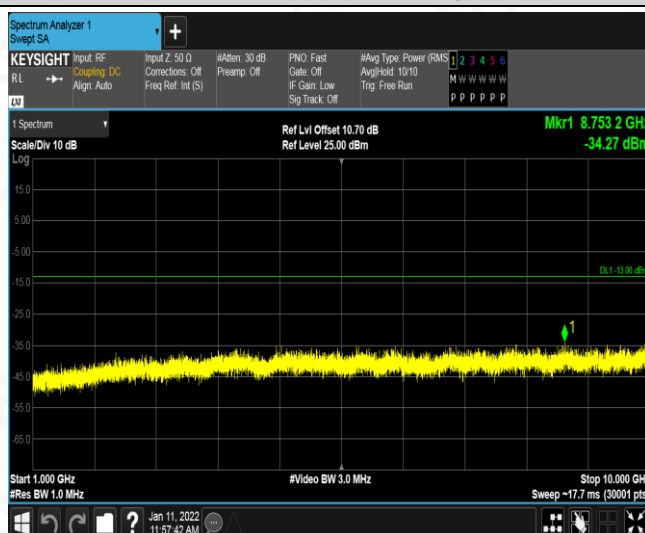 Spectrum Analyzer 1
Swept SA
+
KEYSIGHT
RL
LXI
Input: RF
Coupling: DC
Align: Auto
Input Z: 50 Ω
Corrections: Off
Freq Ref: Int (S)
#Atten: 30 dB
Preamp: Off
PNO: Fast
Gate: Off
IF Gain: Low
Sig Track: Off
#Avg Type: Power (RMS
Avg|Hold: 10/10
Trig: Free Run
1 2 3 4 5 6
M W W W W W
P P P P P P
1 Spectrum
Scale/Div 10 dB
Log
Ref Lvl Offset 10.70 dB
Ref Level 25.00 dBm
Mkr1 8.753 2 GHz
-34.27 dBm
15.0
5.00
-5.00
-15.0
-25.0
-35.0
-45.0
-55.0
-65.0
DL1 -13.00 dBm
1
Start 1.000 GHz
#Res BW 1.0 MHz
#Video BW 3.0 MHz
Stop 10.000 GH
Sweep ~17.7 ms (30001 pts
?
Jan 11, 2022
11:57:42 AM